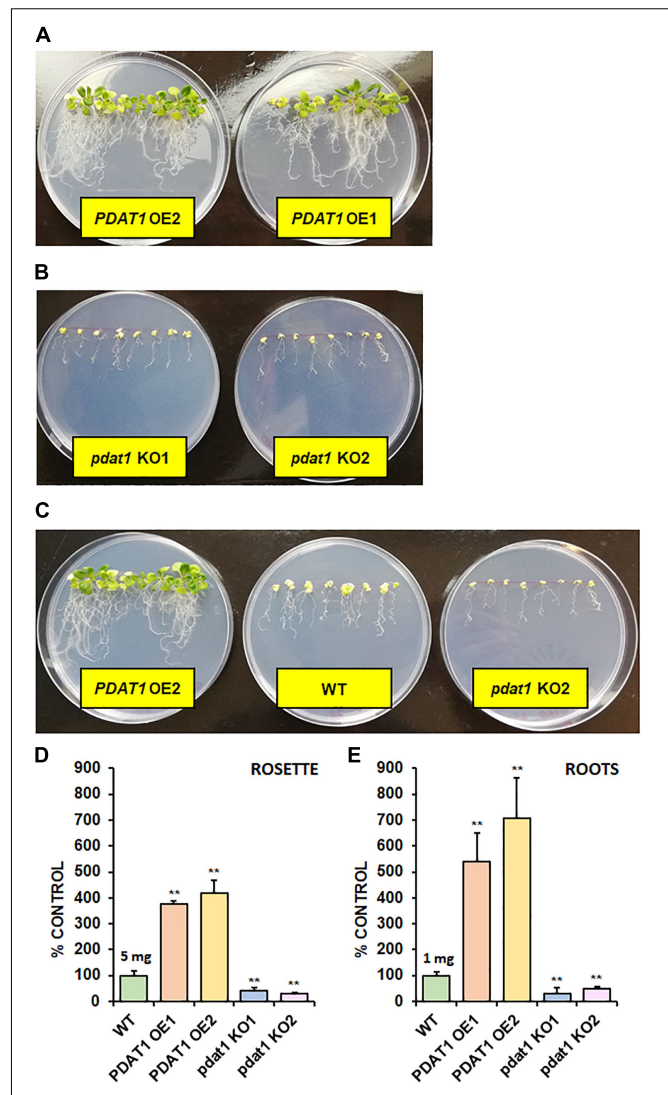 A
PDAT1 OE2
PDAT1 OE1
B
pdat1 KO1
pdat1 KO2
C
PDAT1 OE2
WT
pdat1 KO2
D
ROSETTE
% CONTROL
900
800
700
600
500
400
300
200
100
0
5 mg
**
**
**
**
WT
PDAT1 OE1
PDAT1 OE2
pdat1 KO1
pdat1 KO2
E
ROOTS
% CONTROL
900
800
700
600
500
400
300
200
100
0
1 mg
**
**
**
**
WT
PDAT1 OE1
PDAT1 OE2
pdat1 KO1
pdat1 KO2